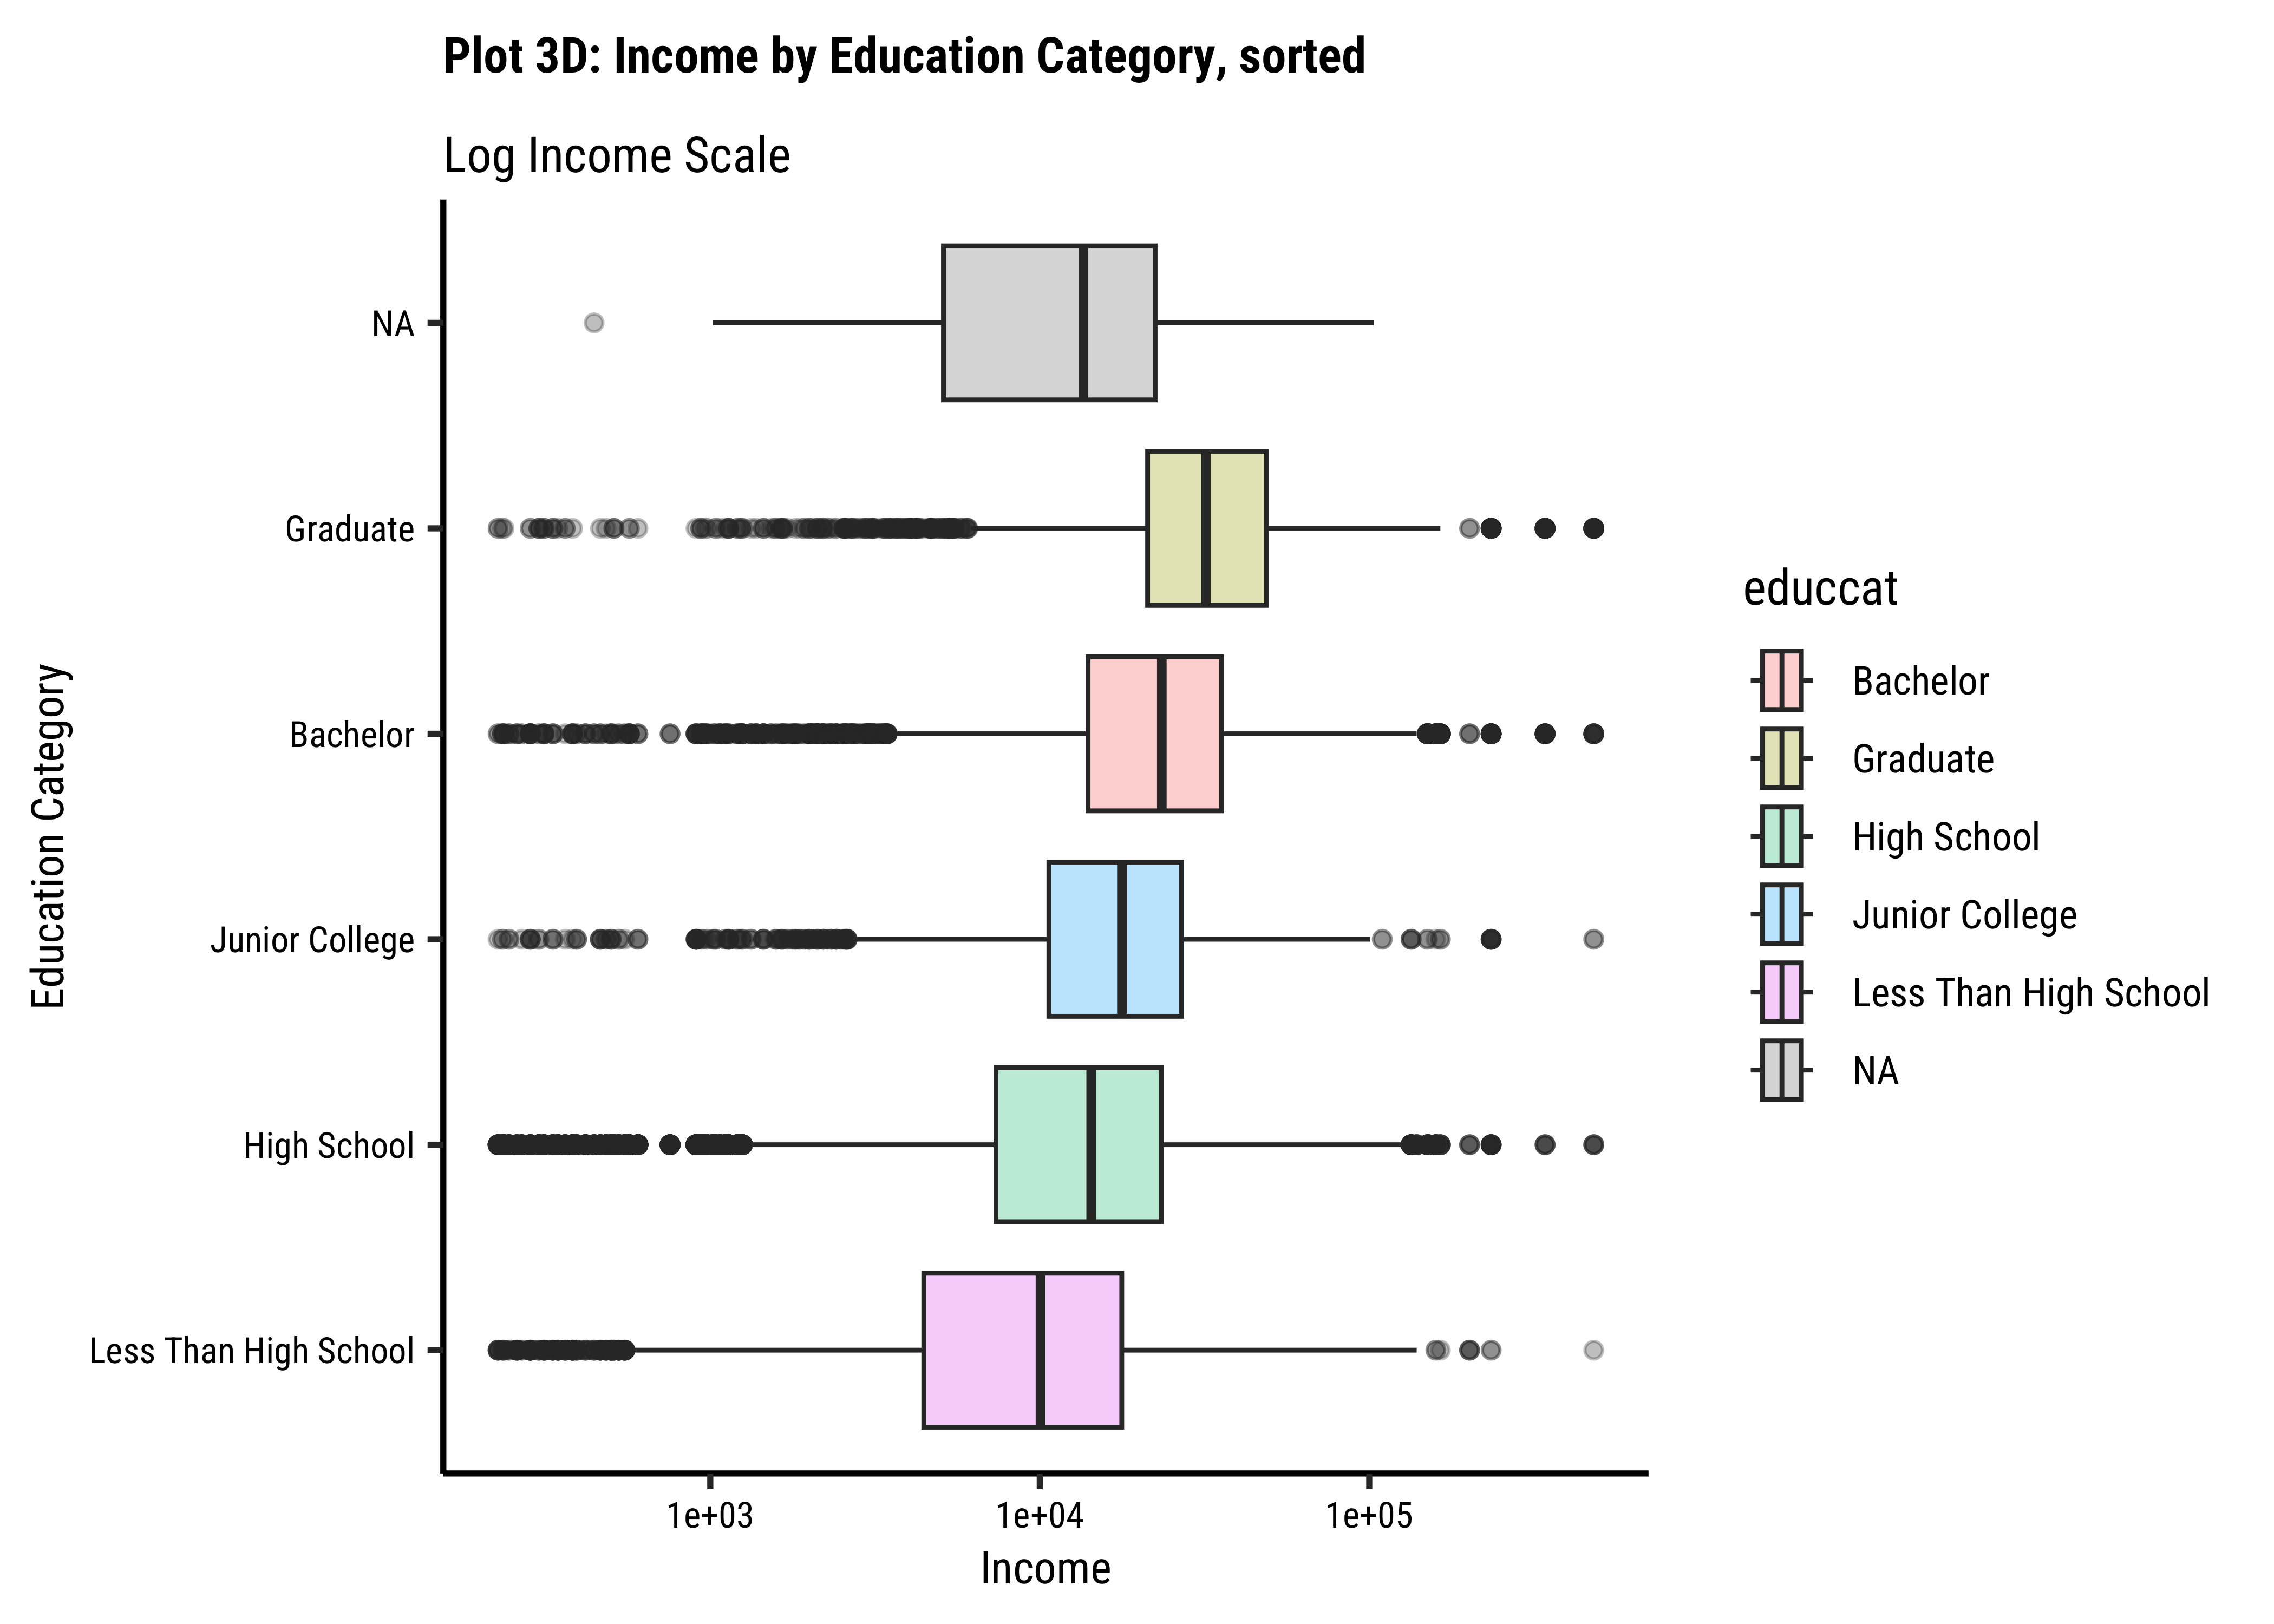 Plot 3D: Income by Education Category, sorted
Log Income Scale
Education Category
NA
Graduate
Bachelor
Junior College
High School
Less Than High School
1e+03
1e+04
1e+05
Income
educcat
Bachelor
Graduate
High School
Junior College
Less Than High School
NA